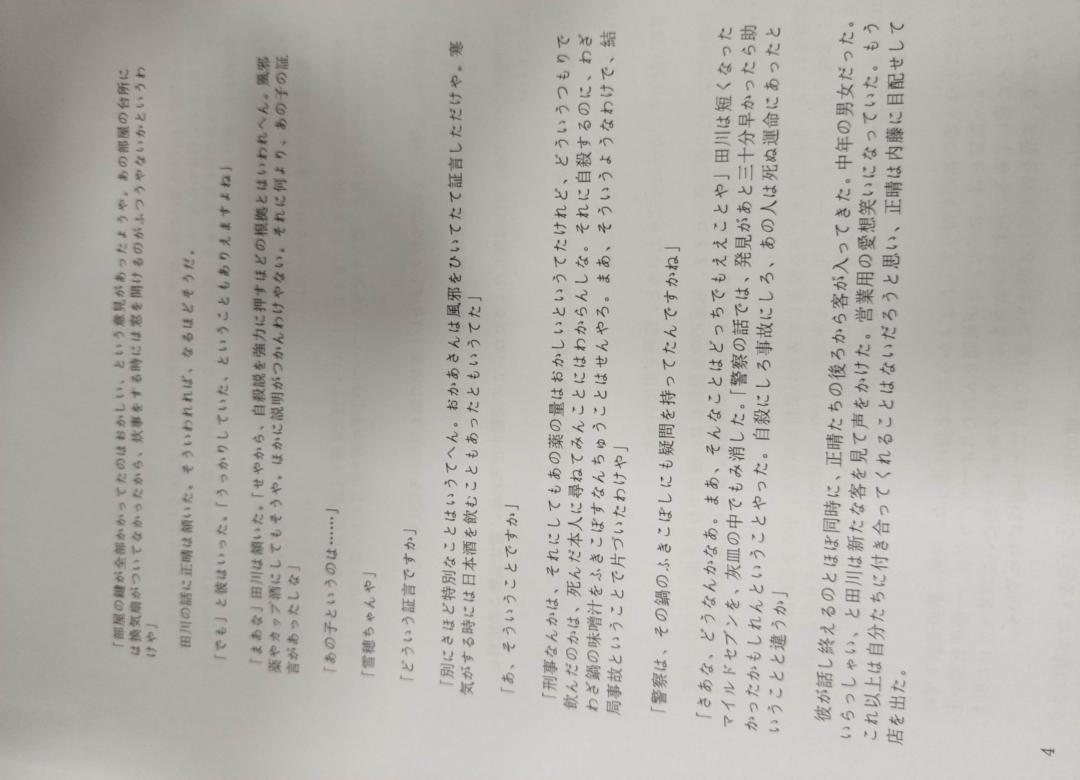 「部屋の鍵が全部かかってたのはおかしい、という意見があったようや。あの部屋の台所に
は換気扇がついてなかったから、炊事をする時には窓を開けるのがふつうやないかというわ
けや」
田川の話に正晴は頷いた。そういわれれば、なるほどそうだ。
「でも」と彼はいった。「うっかりしていた、ということもありえますよね」
「まあな」田川は頷いた。「せやから、自殺説を強力に押すほどの根拠とはいわれへん。風邪
薬やカップ酒にしてもそうや。ほかに説明がつかんわけやない。それに何より、あの子の証
言があったしな」
「あの子というのは……」
「雪穂ちゃんや」
「どういう証言ですか」
「別にさほど特別なことはいうてへん。おかあさんは風邪をひいてたて証言しただけや。寒
気がする時には日本酒を飲むこともあったともいうてた」
「あ、そういうことですか」
「刑事なんかは、それにしてもあの薬の量はおかしいというてたけれど、どういうつもりで
飲んだのかは、死んだ本人に尋ねてみんことにはわからんしな。それに自殺するのに、わざ
わざ鍋の味噌汁をふきこぼすなんちゅうことはせんやろ。まあ、そういうようなわけで、結
局事故ということで片づいたわけや」
「警察は、その鍋のふきこぼしにも疑問を持ってたんですかね」
「さあな、どうなんかなあ。まあ、そんなことはどっちでもええことや」田川は短くなった
マイルドセブンを、灰皿の中でもみ消した。「警察の話では、発見があと三十分早かったら助
かったかもしれんということやった。自殺にしろ事故にしろ、あの人は死ぬ運命にあったと
いうことと違うか」
彼が話し終えるのとほぼ同時に、正晴たちの後ろから客が入ってきた。中年の男女だった。
いらっしゃい、と田川は新たな客を見て声をかけた。営業用の愛想笑いになっていた。もう
これ以上は自分たちに付き合ってくれることはないだろうと思い、正晴は内藤に目配せして
店を出た。
4